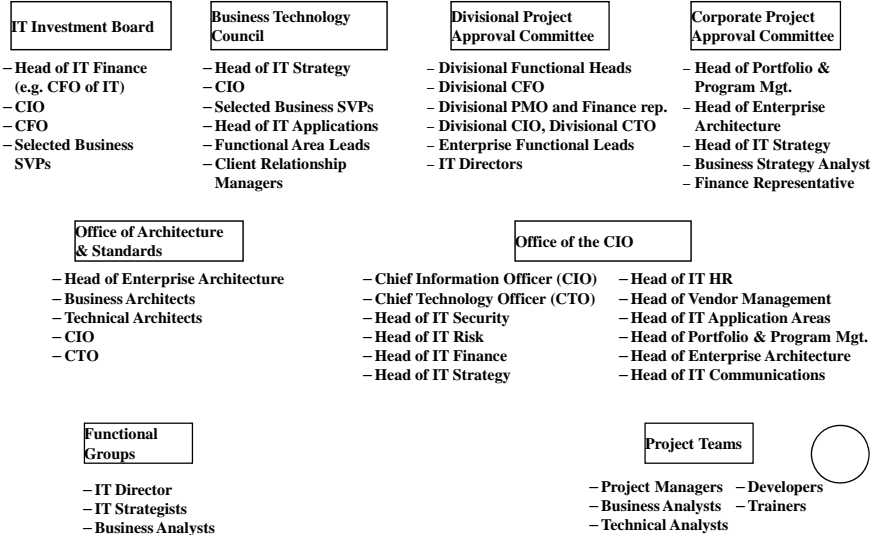 IT Investment Board
– Head of IT Finance
(e.g. CFO of IT)
– CIO
– CFO
– Selected Business
SVPs
Business Technology
Council
– Head of IT Strategy
– CIO
– Selected Business SVPs
– Head of IT Applications
– Functional Area Leads
– Client Relationship
Managers
Divisional Project
Approval Committee
– Divisional Functional Heads
– Divisional CFO
– Divisional PMO and Finance rep.
– Divisional CIO, Divisional CTO
– Enterprise Functional Leads
– IT Directors
Corporate Project
Approval Committee
– Head of Portfolio &
Program Mgt.
– Head of Enterprise
Architecture
– Head of IT Strategy
– Business Strategy Analyst
– Finance Representative
Office of Architecture
& Standards
– Head of Enterprise Architecture
– Business Architects
– Technical Architects
– CIO
– CTO
Office of the CIO
– Chief Information Officer (CIO)
– Chief Technology Officer (CTO)
– Head of IT Security
– Head of IT Risk
– Head of IT Finance
– Head of IT Strategy
– Head of IT HR
– Head of Vendor Management
– Head of IT Application Areas
– Head of Portfolio & Program Mgt.
– Head of Enterprise Architecture
– Head of IT Communications
Functional
Groups
– IT Director
– IT Strategists
– Business Analysts
Project Teams
– Project Managers
– Business Analysts
– Technical Analysts
– Developers
– Trainers